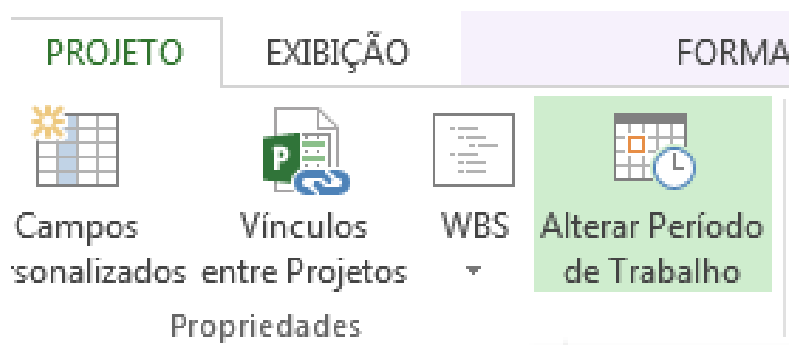 PROJETO EXIBIÇÃO FORMA
Campos Vínculos WBS Alterar Período
sonalizados entre Projetos de Trabalho
Propriedades